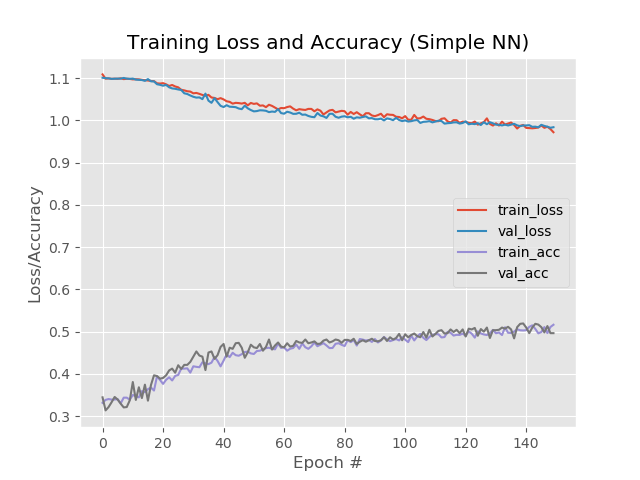 Training Loss and Accuracy (Simple NN)
Loss/Accuracy
1.1
1.0
0.9
0.8
0.7
0.6
0.5
0.4
0.3
train_loss
val_loss
train_acc
val_acc
0 20 40 60 80 100 120 140
Epoch #